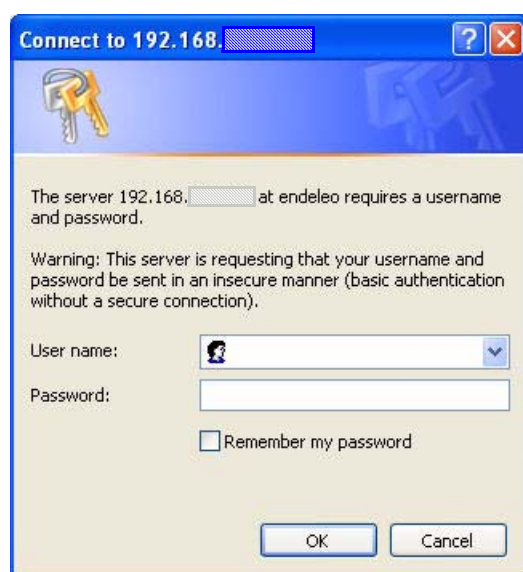 Connect to 192.168.
?
X
The server 192.168. at endeleo requires a username
and password.
Warning: This server is requesting that your username and
password be sent in an insecure manner (basic authentication
without a secure connection).
User name:
Password:
Remember my password
OK Cancel